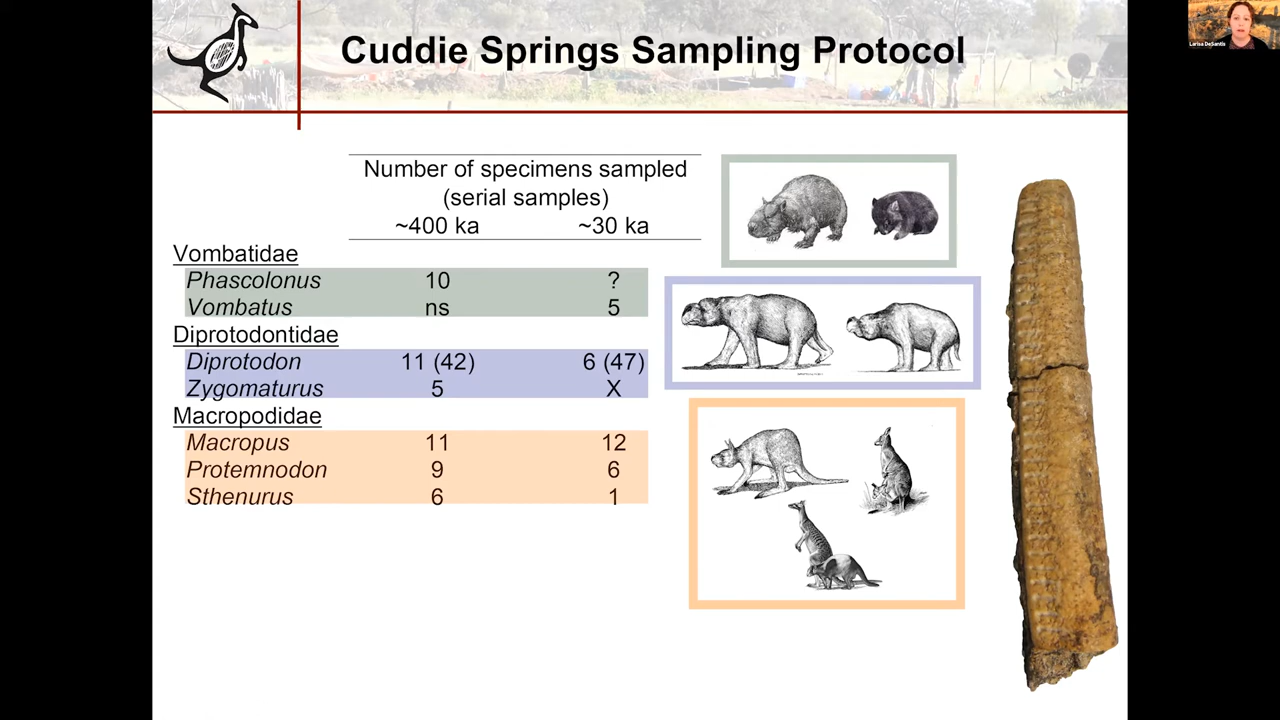 Cuddie Springs Sampling Protocol
Larisa DeSantis
Number of specimens sampled
(serial samples)
~400 ka ~30 ka
Vombatidae
Phascolonus 10 ?
Vombatus ns 5
Diprotodontidae
Diprotodon 11 (42) 6 (47)
Zygomaturus 5 X
Macropodidae
Macropus 11 12
Protemnodon 9 6
Sthenurus 6 1